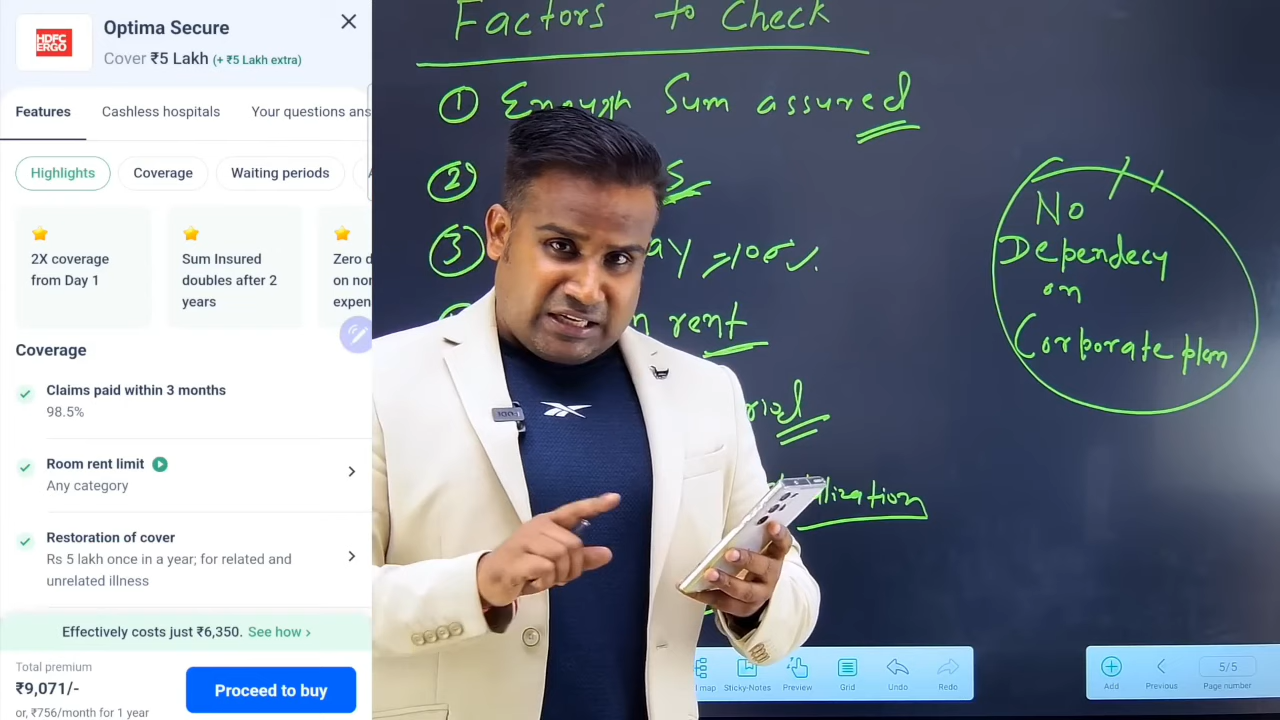 HDFC
ERGO
Optima Secure
Cover ₹5 Lakh (+ ₹5 Lakh extra)
Features
Cashless hospitals
Your questions ans
Highlights
Coverage
Waiting periods
2X coverage
from Day 1
Sum Insured
doubles after 2
years
Zero d
on non
expen
Coverage
Claims paid within 3 months
98.5%
Room rent limit
Any category
Restoration of cover
Rs 5 lakh once in a year; for related and
unrelated illness
Effectively costs just ₹6,350. See how ›
Total premium
₹9,071/-
or, ₹756/month for 1 year
Proceed to buy
Factors to Check
① Enough Sum assured
②
③ ay =100%.
rent
No
Dependecy
on
Corporate plan
map
Sticky-Notes
Preview
Grid
Undo
Redo
Add
Previous
5/5
Page number